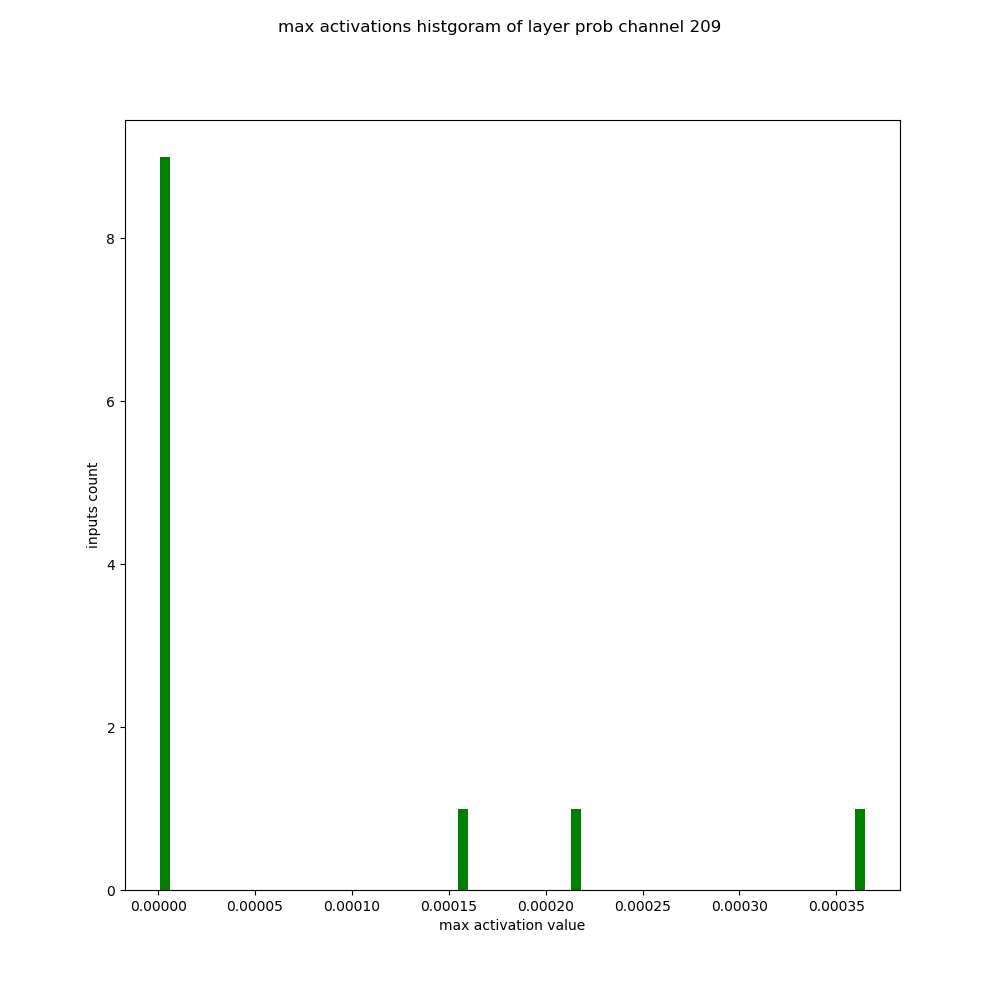 max activations histgoram of layer prob channel 209
8
6
4
2
0
inputs count
0.00000 0.00005 0.00010 0.00015 0.00020 0.00025 0.00030 0.00035
max activation value